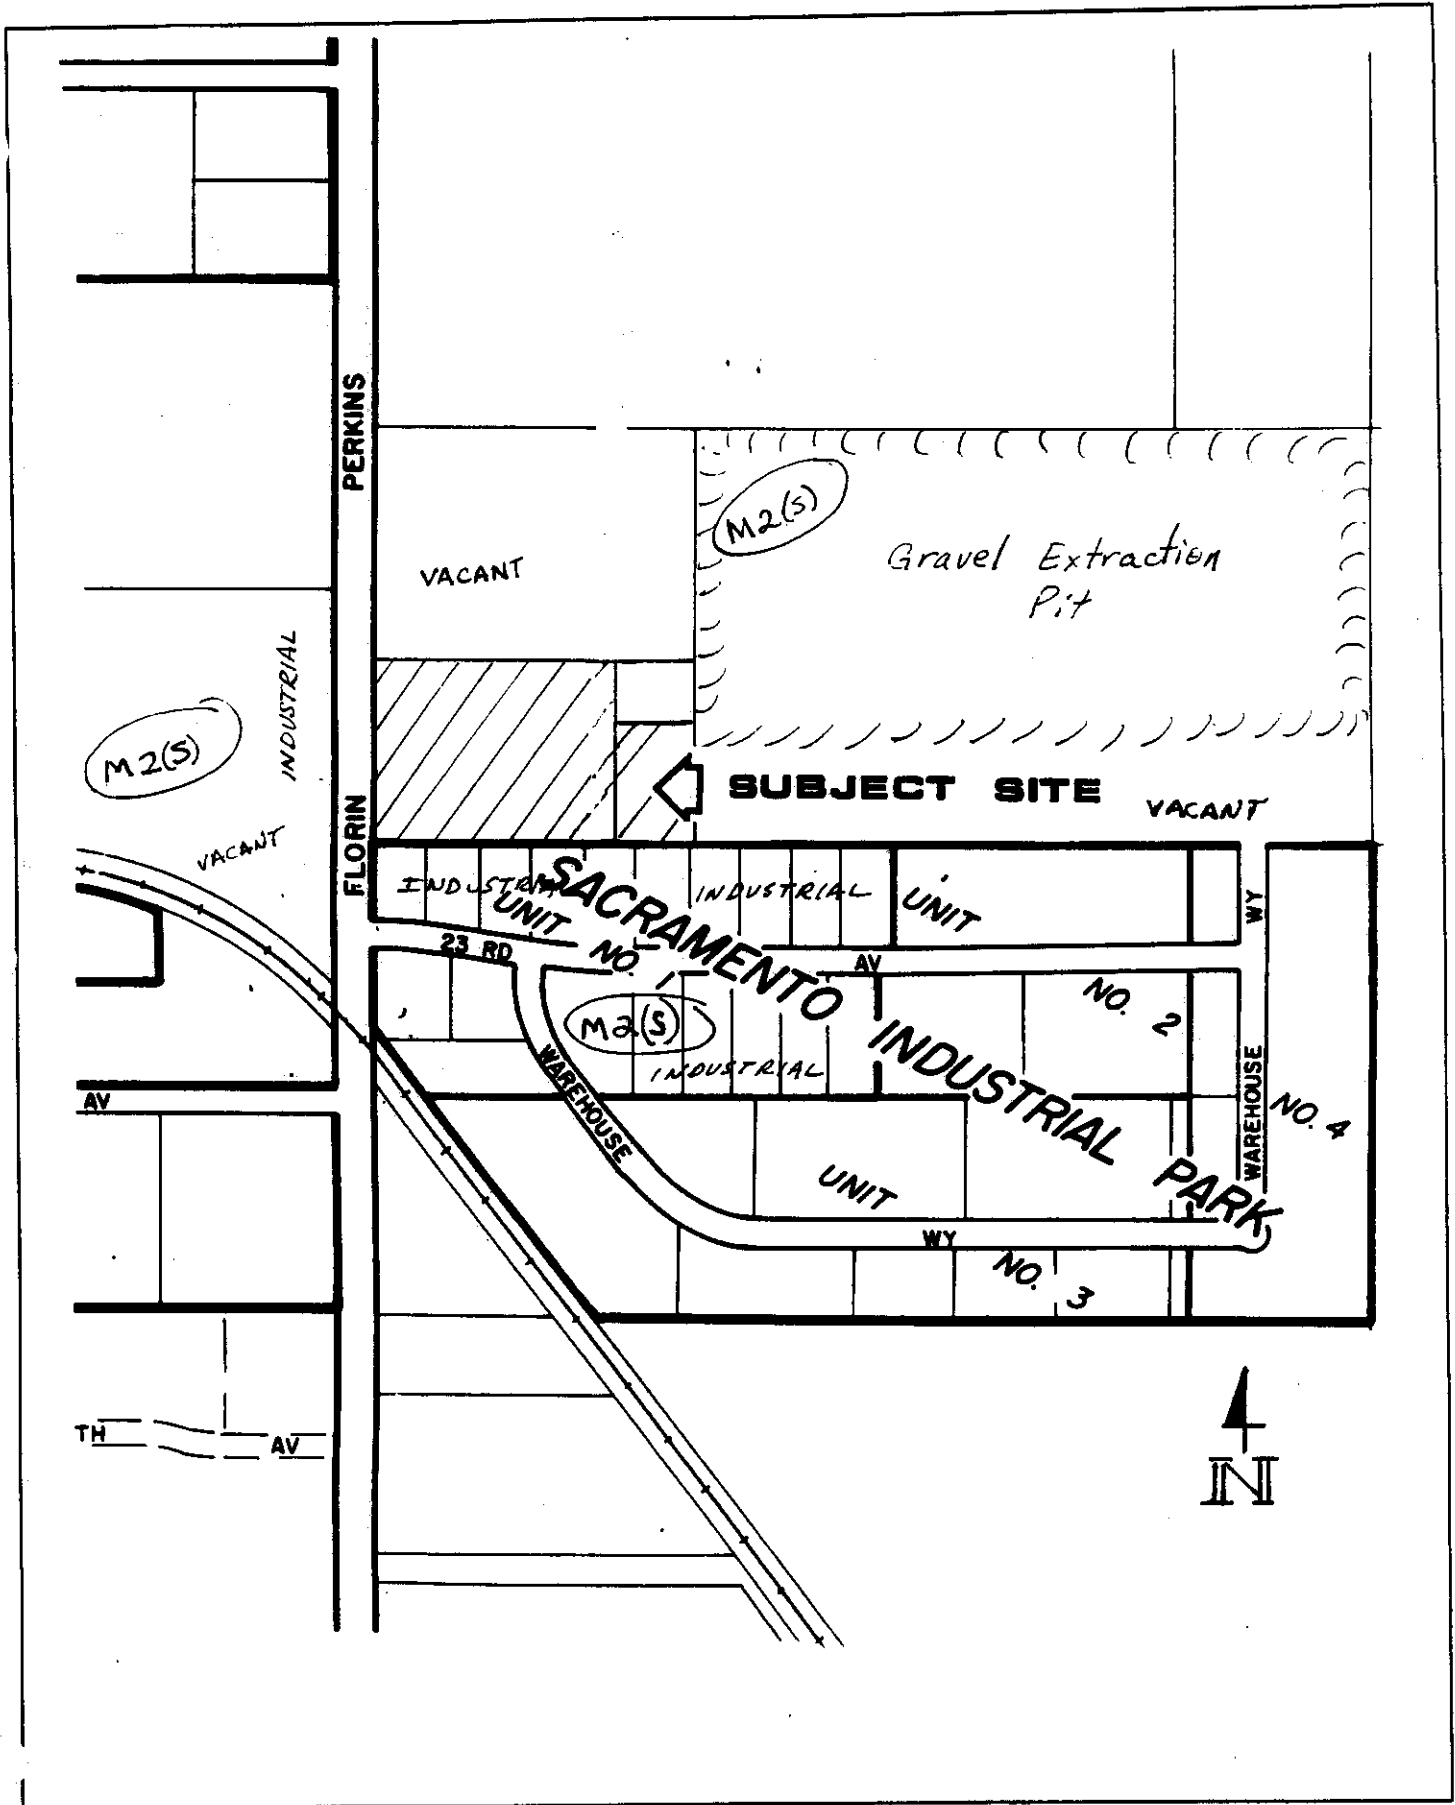 PERKINS
M2(S)
Gravel Extraction
Pit
VACANT
INDUSTRIAL
M2(S)
SUBJECT SITE
VACANT
FLORIN
VACANT
INDUSTRIAL
INDUSTRIAL
SACRAMENTO INDUSTRIAL PARK
UNIT NO. 1
UNIT NO. 2
23 RD AV
WY
M2(S)
INDUSTRIAL
WAREHOUSE
WAREHOUSE
NO. 4
AV
UNIT NO. 3
WY
TH AV
N